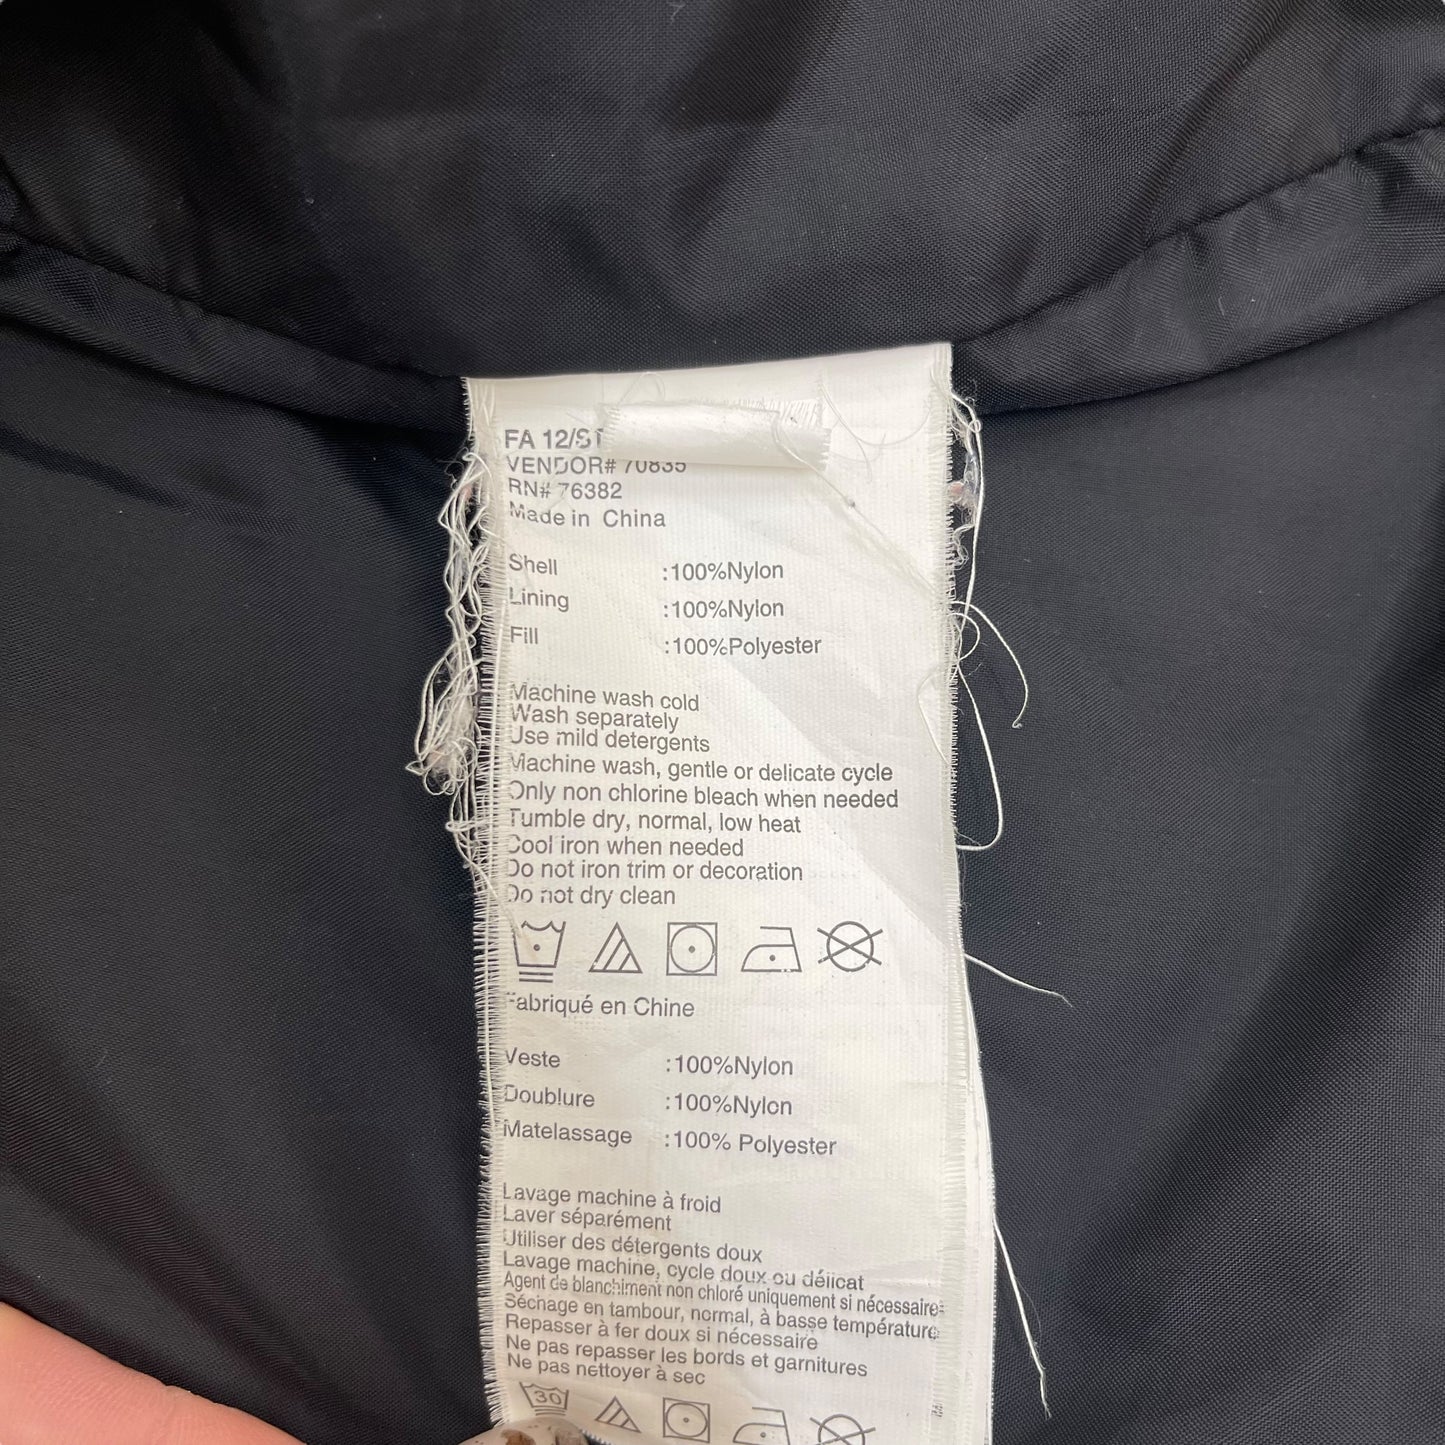 FA 12/ST
VENDOR# 70835
RN# 76382
Made in China
Shell :100%Nylon
Lining :100%Nylon
Fill :100%Polyester
Machine wash cold
Wash separately
Use mild detergents
Machine wash, gentle or delicate cycle
Only non chlorine bleach when needed
Tumble dry, normal, low heat
Cool iron when needed
Do not iron trim or decoration
Do not dry clean
Fabriqué en Chine
Veste :100%Nylon
Doublure :100%Nylon
Matelassage :100% Polyester
Lavage machine à froid
Laver séparément
Utiliser des détergents doux
Lavage machine, cycle doux ou délicat
Agent de blanchiment non chloré uniquement si nécessaire
Séchage en tambour, normal, à basse température
Repasser à fer doux si nécessaire
Ne pas repasser les bords et garnitures
Ne pas nettoyer à sec
30